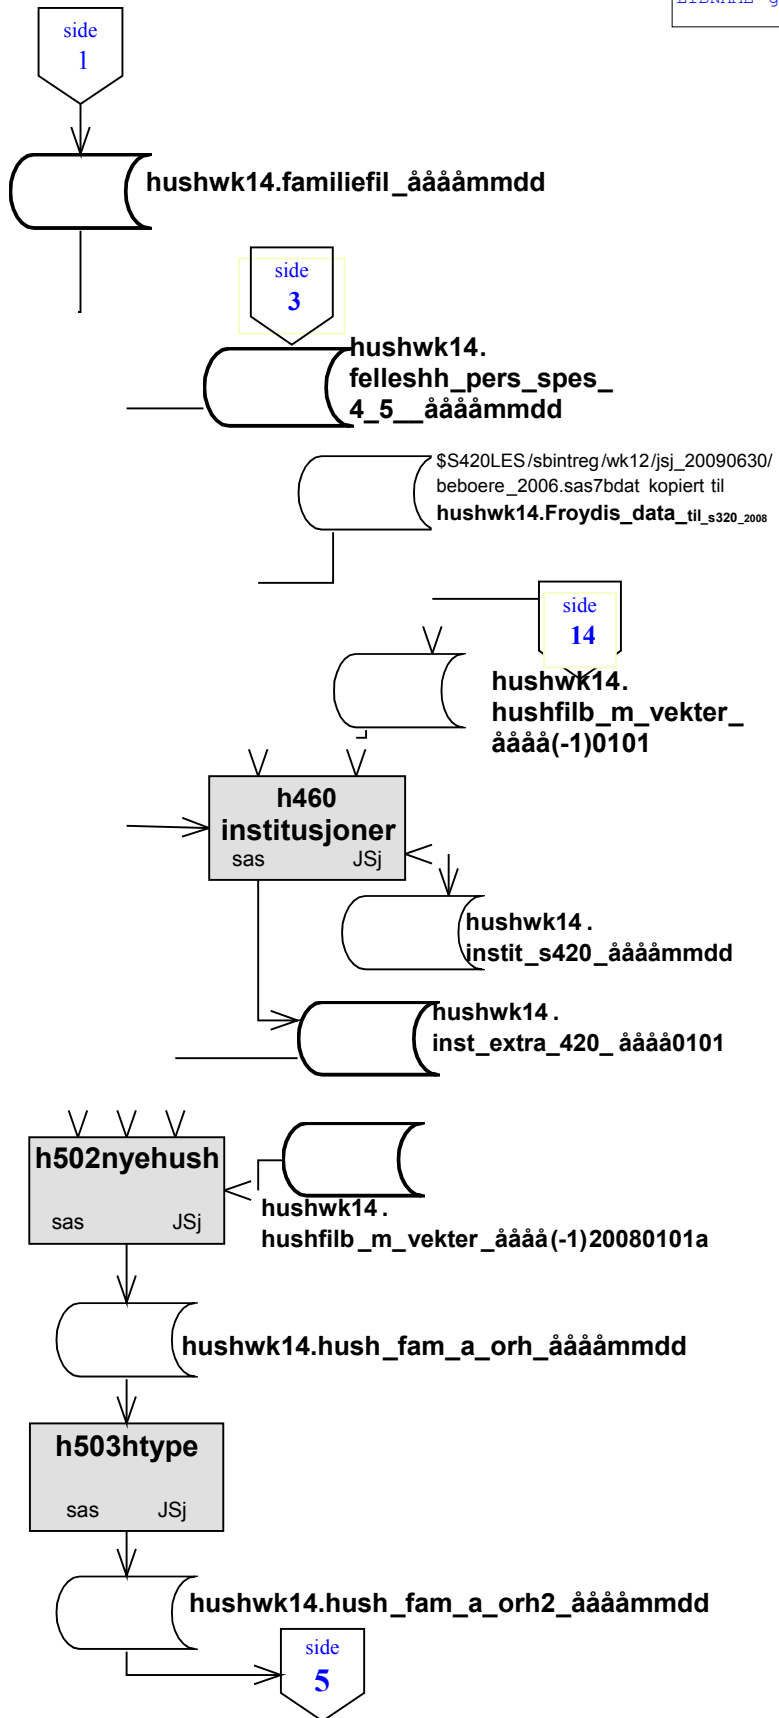 side
1
hushwk14.familiefil_ååååmmdd
side
3
hushwk14.
felleshh_pers_spes_
4_5__ååååmmdd
$S420LES/sbintreg/wk12/jsj_20090630/
beboere_2006.sas7bdat kopiert til
hushwk14.Froydis_data_til_s320_2008
side
14
hushwk14.
hushfilb_m_vekter_
åååå(-1)0101
h460
institusjoner
sas JSj
hushwk14.
instit_s420_ååååmmdd
hushwk14.
inst_extra_420_ åååå0101
h502nyehush
sas JSj
hushwk14.
hushfilb_m_vekter_åååå(-1)20080101a
hushwk14.hush_fam_a_orh_ååååmmdd
h503htype
sas JSj
hushwk14.hush_fam_a_orh2_ååååmmdd
side
5